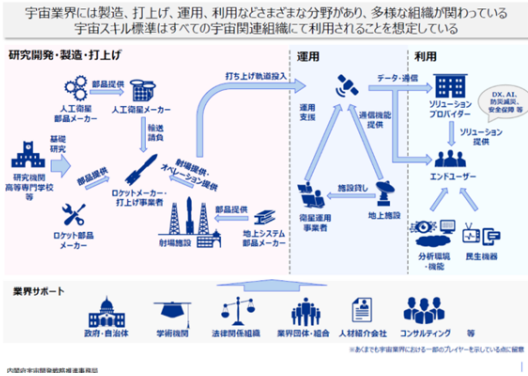 宇宙業界には製造、打上げ、運用、利用などさまざまな分野があり、多様な組織が関わっている
宇宙スキル標準はすべての宇宙関連組織にて利用されることを想定している
研究開発・製造・打上げ
運用
利用
部品提供
人工衛星
部品メーカー
人工衛星メーカー
打ち上げ軌道投入
データ・通信
ソリューション
プロバイダー
DX, AI,
防災減災,
安全保障 等
基礎
研究
輸送
請負
運用
支援
通信機能
提供
ソリューション
提供
研究機関
高等専門学校
等
部品提供
射場提供・
オペレーション提供
エンドユーザー
ロケットメーカー・
打上げ事業者
施設貸し
部品提供
衛星運用
事業者
地上施設
ロケット部品
メーカー
射場施設
地上システム
部品メーカー
分析環境
・機能
民生機器
業界サポート
政府・自治体
学術機関
法律関係組織
業界団体・組合
人材紹介会社
コンサルティング
等
※あくまでも宇宙業界における一部のプレイヤーを示している点に留意
内閣府宇宙開発戦略推進事務局